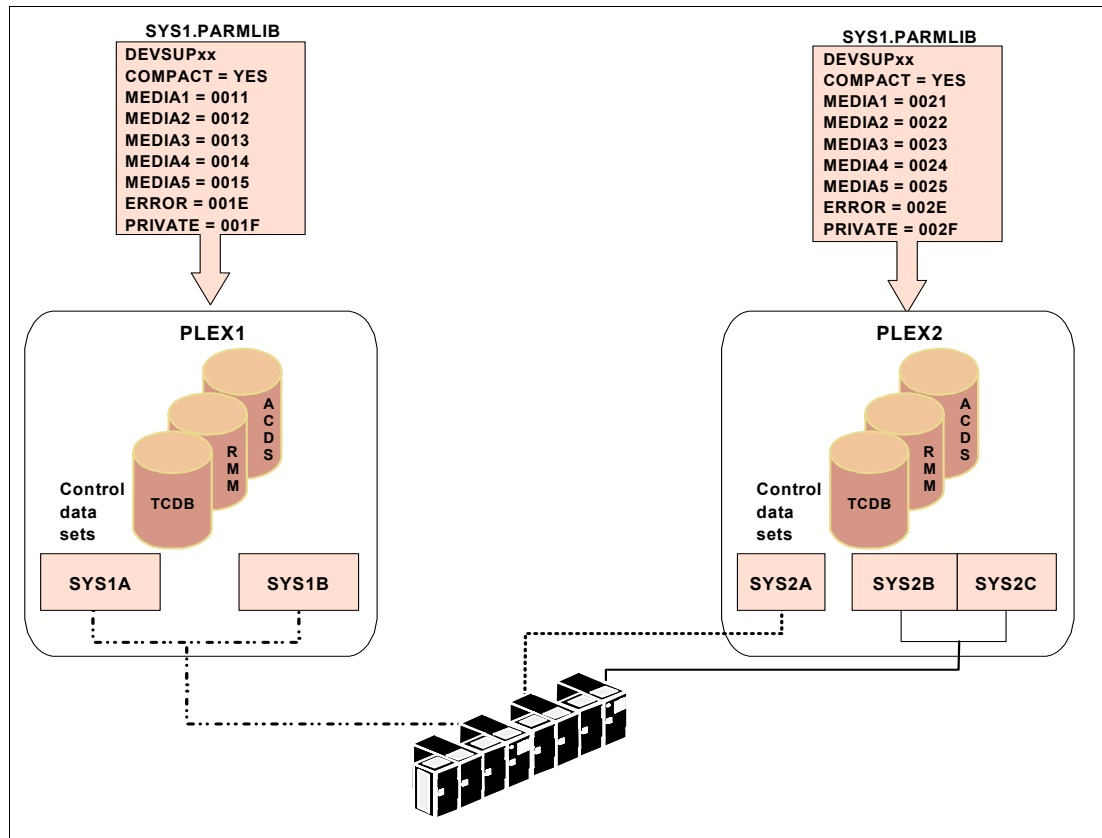 SYS1.PARMLIB
DEVSUPxx
COMPACT = YES
MEDIA1 = 0011
MEDIA2 = 0012
MEDIA3 = 0013
MEDIA4 = 0014
MEDIA5 = 0015
ERROR = 001E
PRIVATE = 001F
SYS1.PARMLIB
DEVSUPxx
COMPACT = YES
MEDIA1 = 0021
MEDIA2 = 0022
MEDIA3 = 0023
MEDIA4 = 0024
MEDIA5 = 0025
ERROR = 002E
PRIVATE = 002F
PLEX1
ACDS
RMM
TCDB
Control
data
sets
SYS1A
SYS1B
PLEX2
ACDS
RMM
TCDB
Control
data
sets
SYS2A
SYS2B
SYS2C